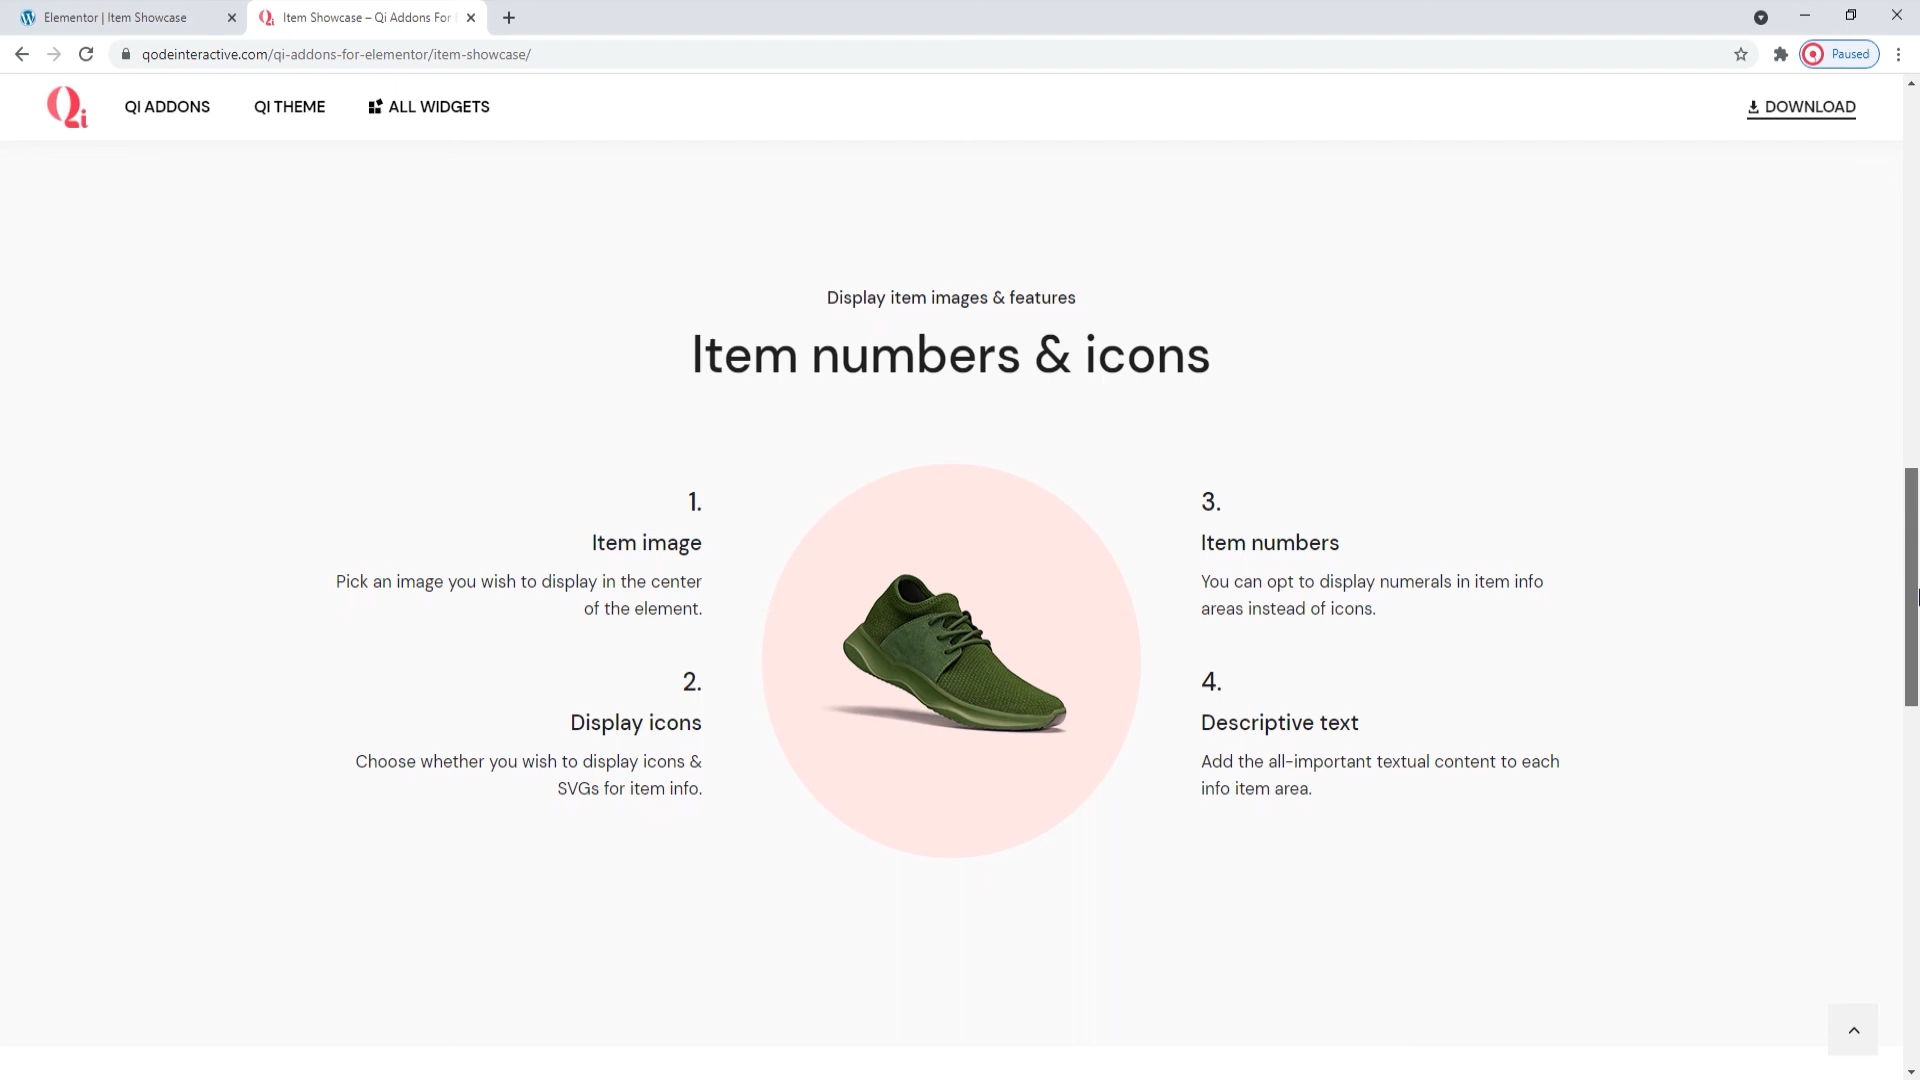 Elementor | Item Showcase
Item Showcase – Qi Addons For
qodeinteractive.com/qi-addons-for-elementor/item-showcase/
Paused
Qi
QI ADDONS
QI THEME
ALL WIDGETS
DOWNLOAD
Display item images & features
Item numbers & icons
1.
Item image
Pick an image you wish to display in the center
of the element.
2.
Display icons
Choose whether you wish to display icons &
SVGs for item info.
3.
Item numbers
You can opt to display numerals in item info
areas instead of icons.
4.
Descriptive text
Add the all-important textual content to each
info item area.